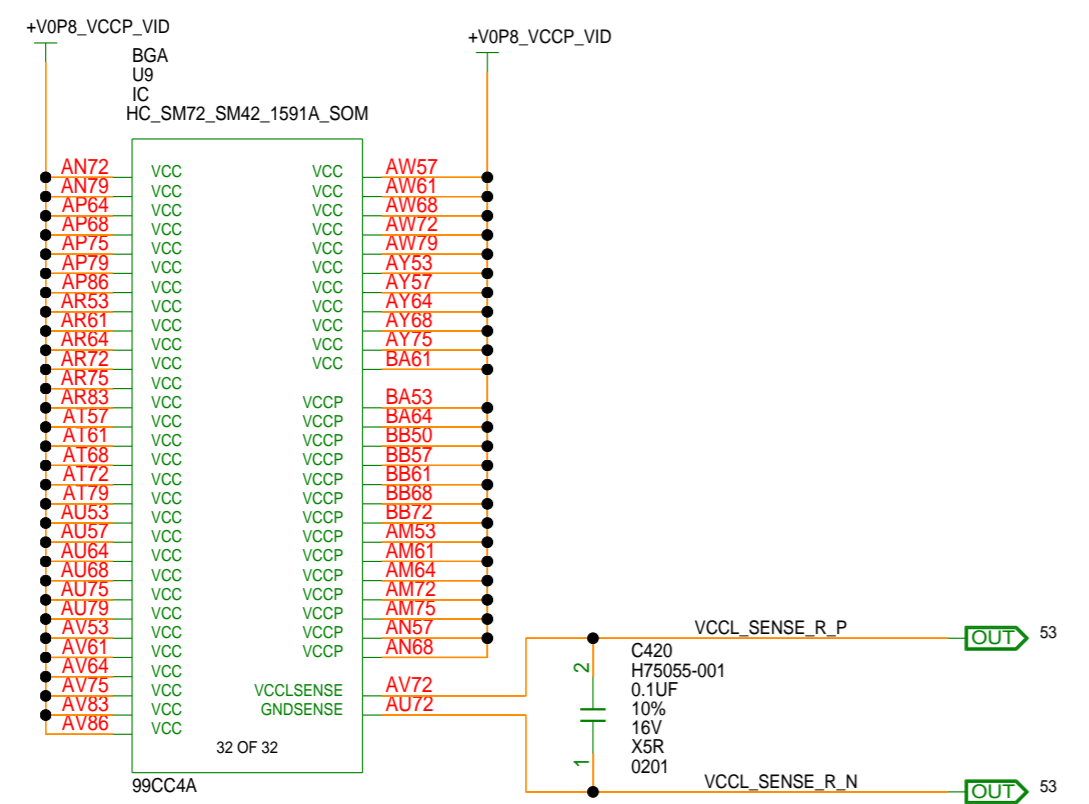 +V0P8_VCCP_VID
+V0P8_VCCP_VID
BGA
U9
IC
HC_SM72_SM42_1591A_SOM
AN72 VCC VCC AW57
AN79 VCC VCC AW61
AP64 VCC VCC AW68
AP68 VCC VCC AW72
AP75 VCC VCC AW79
AP79 VCC VCC AY53
AP86 VCC VCC AY57
AR53 VCC VCC AY64
AR61 VCC VCC AY68
AR64 VCC VCC AY75
AR72 VCC VCC BA61
AR75 VCC
AR83 VCC VCCP BA53
AT57 VCC VCCP BA64
AT61 VCC VCCP BB50
AT68 VCC VCCP BB57
AT72 VCC VCCP BB61
AT79 VCC VCCP BB68
AU53 VCC VCCP BB72
AU57 VCC VCCP AM53
AU64 VCC VCCP AM61
AU68 VCC VCCP AM64
AU75 VCC VCCP AM72
AU79 VCC VCCP AM75
AV53 VCC VCCP AN57
AV61 VCC VCCP AN68
AV64 VCC
AV75 VCC VCCLSENSE AV72
AV83 VCC GNDSENSE AU72
AV86 VCC
32 OF 32
99CC4A
VCCL_SENSE_R_P OUT 53
2
C420
H75055-001
0.1UF
10%
16V
X5R
0201
1
VCCL_SENSE_R_N OUT 53